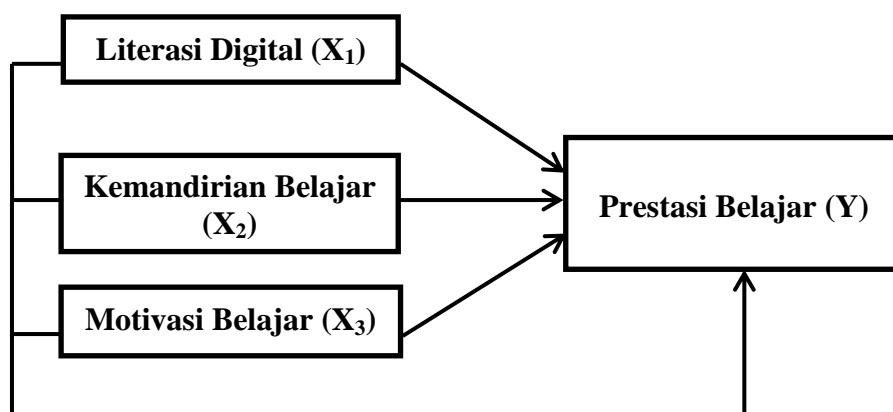 Literasi Digital (X₁)
Kemandirian Belajar
(X₂)
Prestasi Belajar (Y)
Motivasi Belajar (X₃)